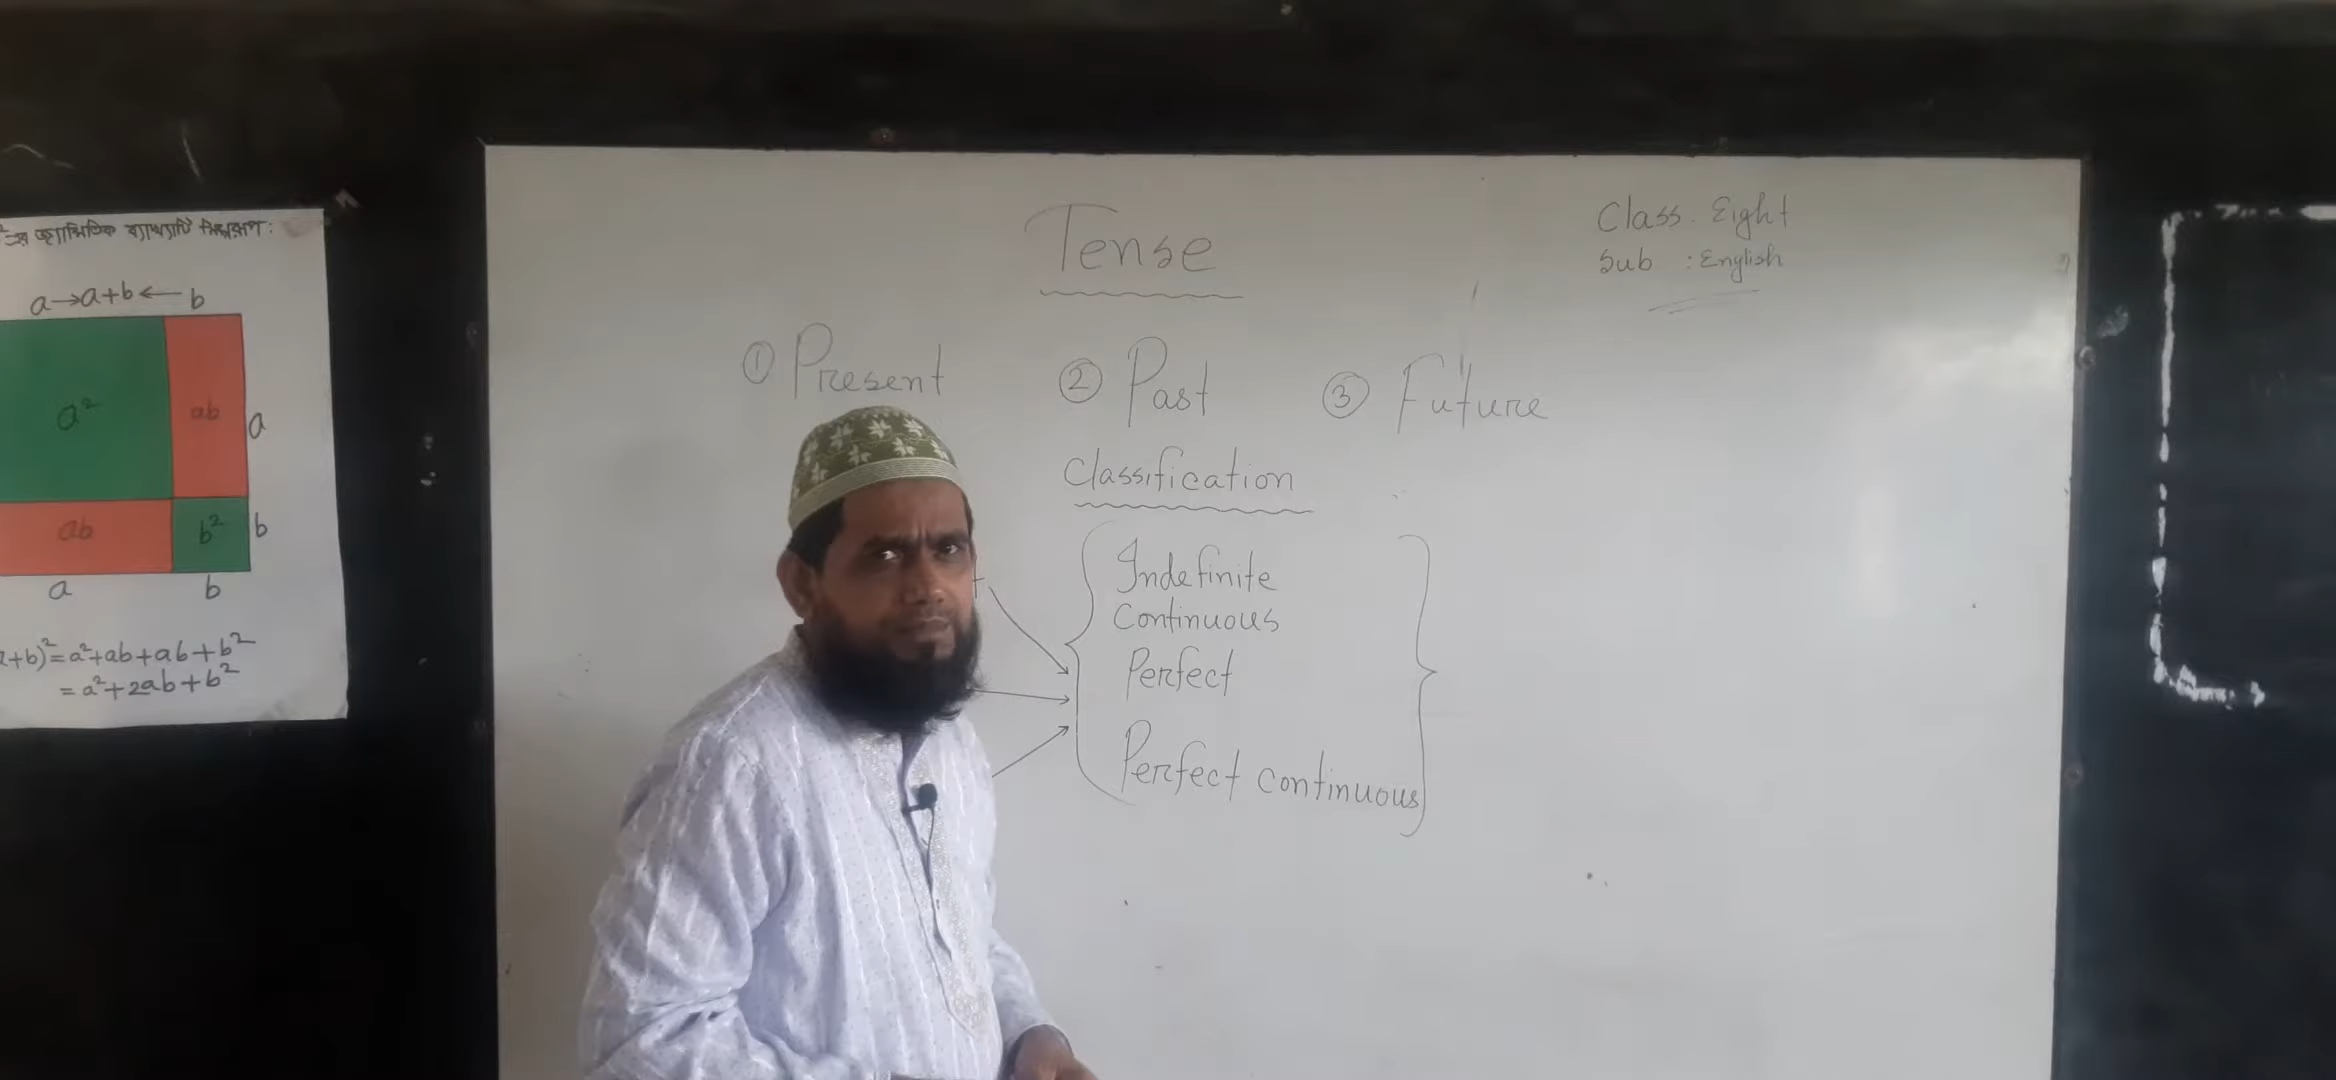 জ্যামিতিক ব্যাখ্যাটি নিম্নরূপ:
a→a+b← b
a² ab a
ab b² b
a b
+b)²=a²+ab+ab+b²
=a²+2ab+b²
Tense
Class: Eight
Sub : English
① Present ② Past ③ Future
Classification
Indefinite
Continuous
Perfect
Perfect continuous